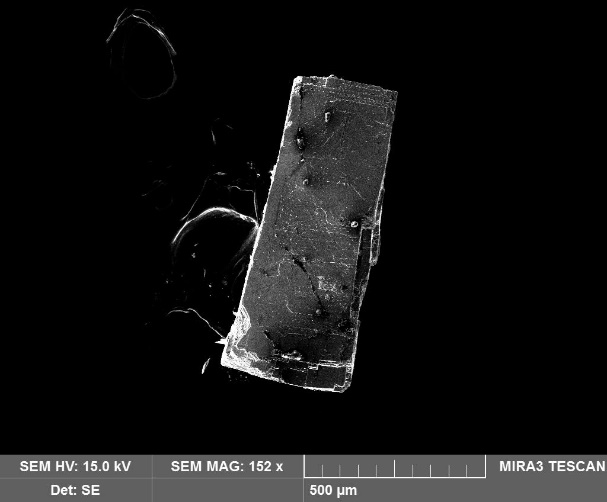 SEM HV: 15.0 kV SEM MAG: 152 x MIRA3 TESCAN
Det: SE 500 µm